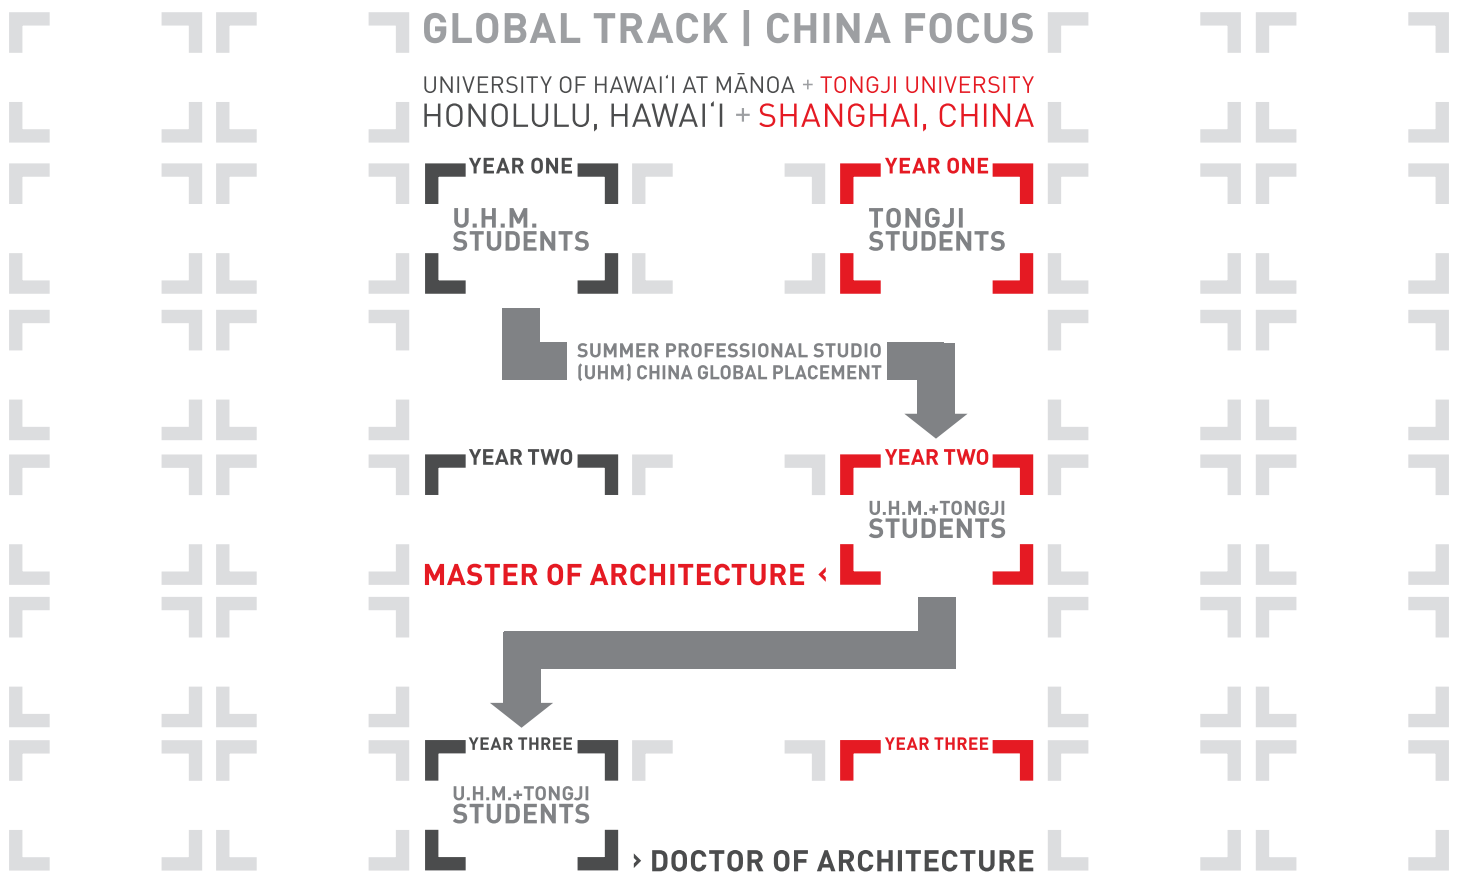 GLOBAL TRACK | CHINA FOCUS
UNIVERSITY OF HAWAIʻI AT MĀNOA + TONGJI UNIVERSITY
HONOLULU, HAWAIʻI + SHANGHAI, CHINA
YEAR ONE
U.H.M.
STUDENTS
YEAR ONE
TONGJI
STUDENTS
SUMMER PROFESSIONAL STUDIO
(UHM) CHINA GLOBAL PLACEMENT
YEAR TWO
YEAR TWO
U.H.M.+TONGJI
STUDENTS
MASTER OF ARCHITECTURE ‹
YEAR THREE
U.H.M.+TONGJI
STUDENTS
YEAR THREE
› DOCTOR OF ARCHITECTURE